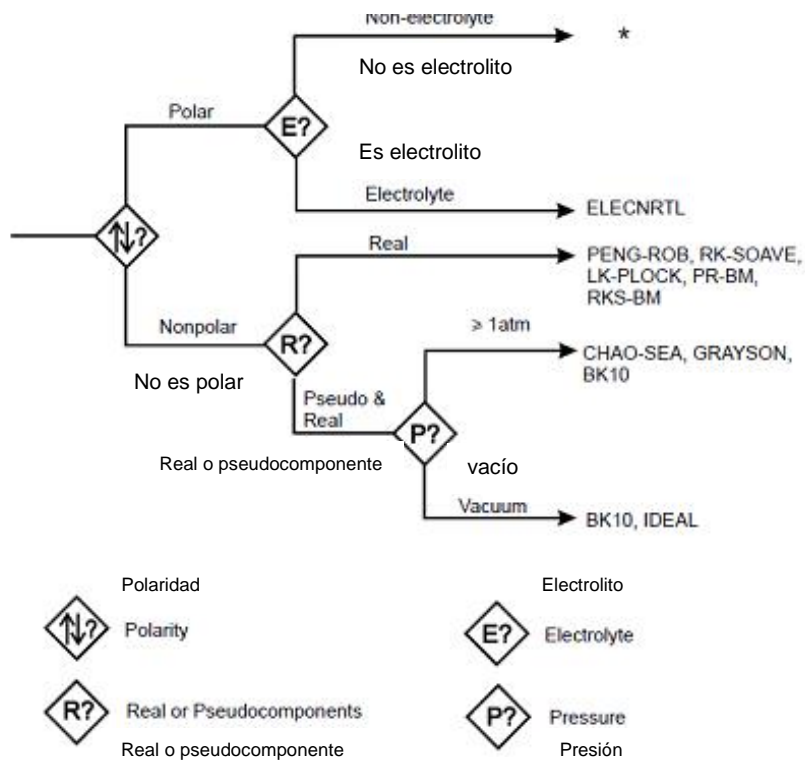 Non-electrolyte
*
No es electrolito
Polar
E?
Es electrolito
Electrolyte
ELECNRTL
?
Real
PENG-ROB, RK-SOAVE,
LK-PLOCK, PR-BM,
RKS-BM
Nonpolar
R?
≥ 1atm
No es polar
CHAO-SEA, GRAYSON,
BK10
Pseudo &
Real
P?
Real o pseudocomponente
vacío
Vacuum
BK10, IDEAL
Polaridad
Electrolito
?
Polarity
E?
Electrolyte
R?
Real or Pseudocomponents
P?
Pressure
Real o pseudocomponente
Presión